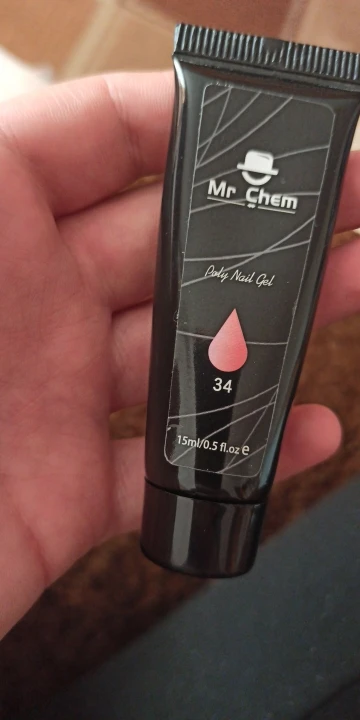 Mr Chem
Poly Nail Gel
34
15ml/0.5 fl.oz e